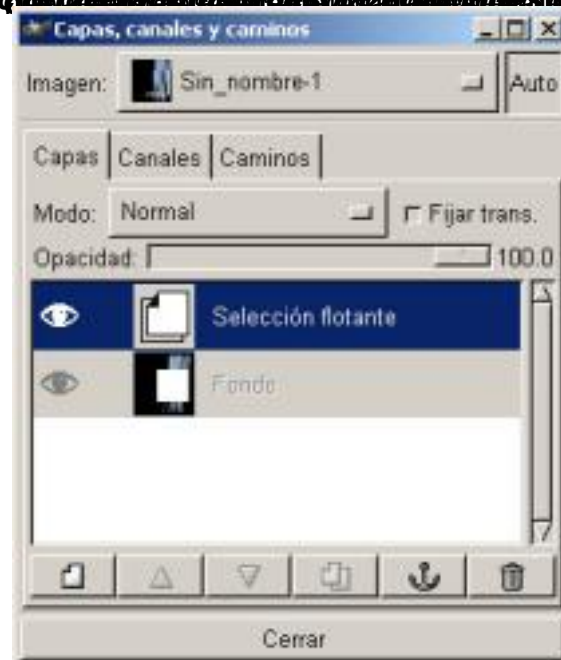 Capas, canales y caminos
Imagen: Sin_nombre-1 Auto
Capas Canales Caminos
Modo: Normal Fijar trans.
Opacidad: 100.0
Selección flotante
Fondo
Cerrar